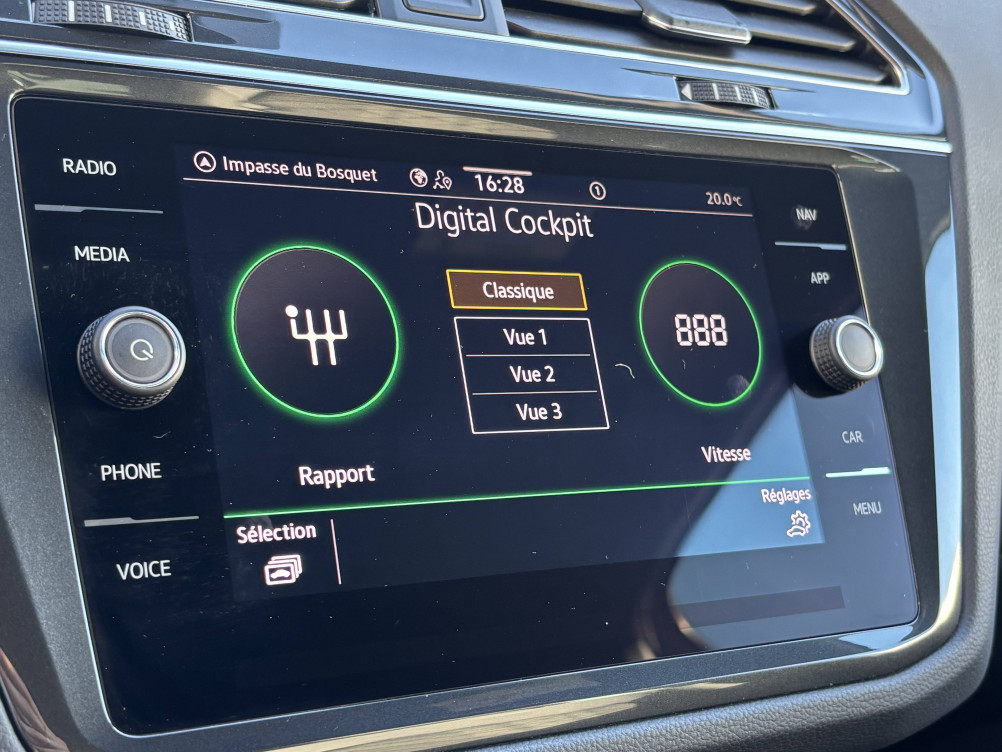 RADIO
MEDIA
PHONE
VOICE
Impasse du Bosquet
16:28
1
20.0°C
Digital Cockpit
Classique
Vue 1
Vue 2
Vue 3
888
Rapport
Vitesse
Sélection
Réglages
NAV
APP
CAR
MENU